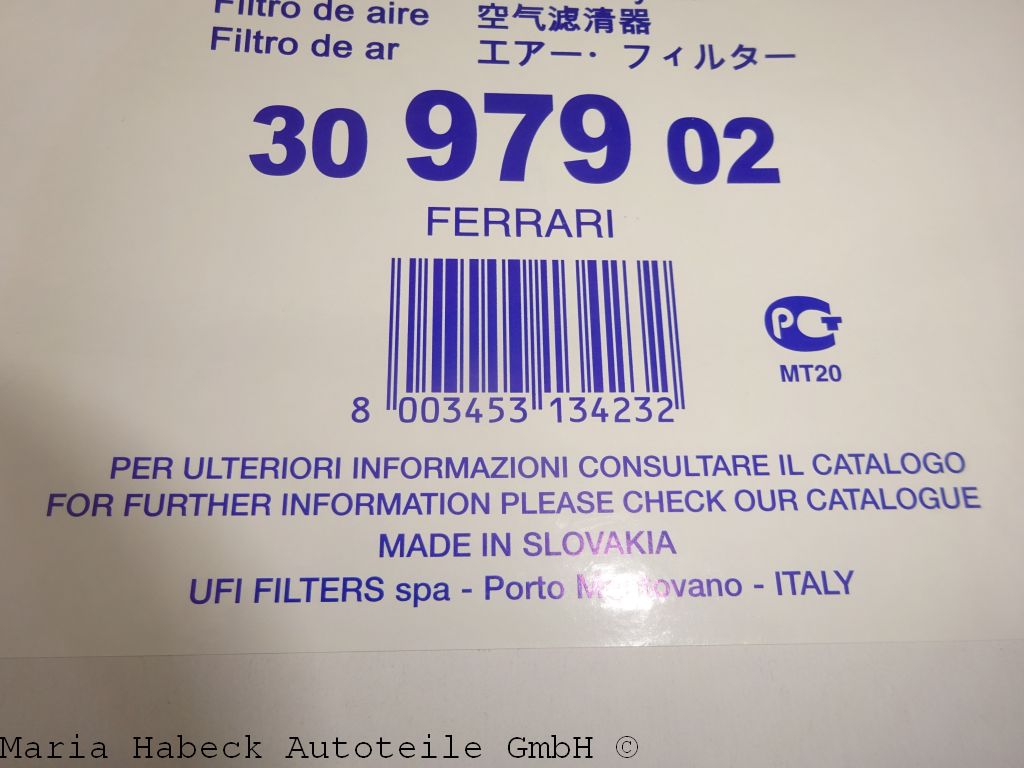 Filtro de aire 空气滤清器
Filtro de ar エアー・フィルター
30 979 02
FERRARI
8 003453 134232
PCT
MT20
PER ULTERIORI INFORMAZIONI CONSULTARE IL CATALOGO
FOR FURTHER INFORMATION PLEASE CHECK OUR CATALOGUE
MADE IN SLOVAKIA
UFI FILTERS spa - Porto Mantovano - ITALY
Maria Habeck Autoteile GmbH ©